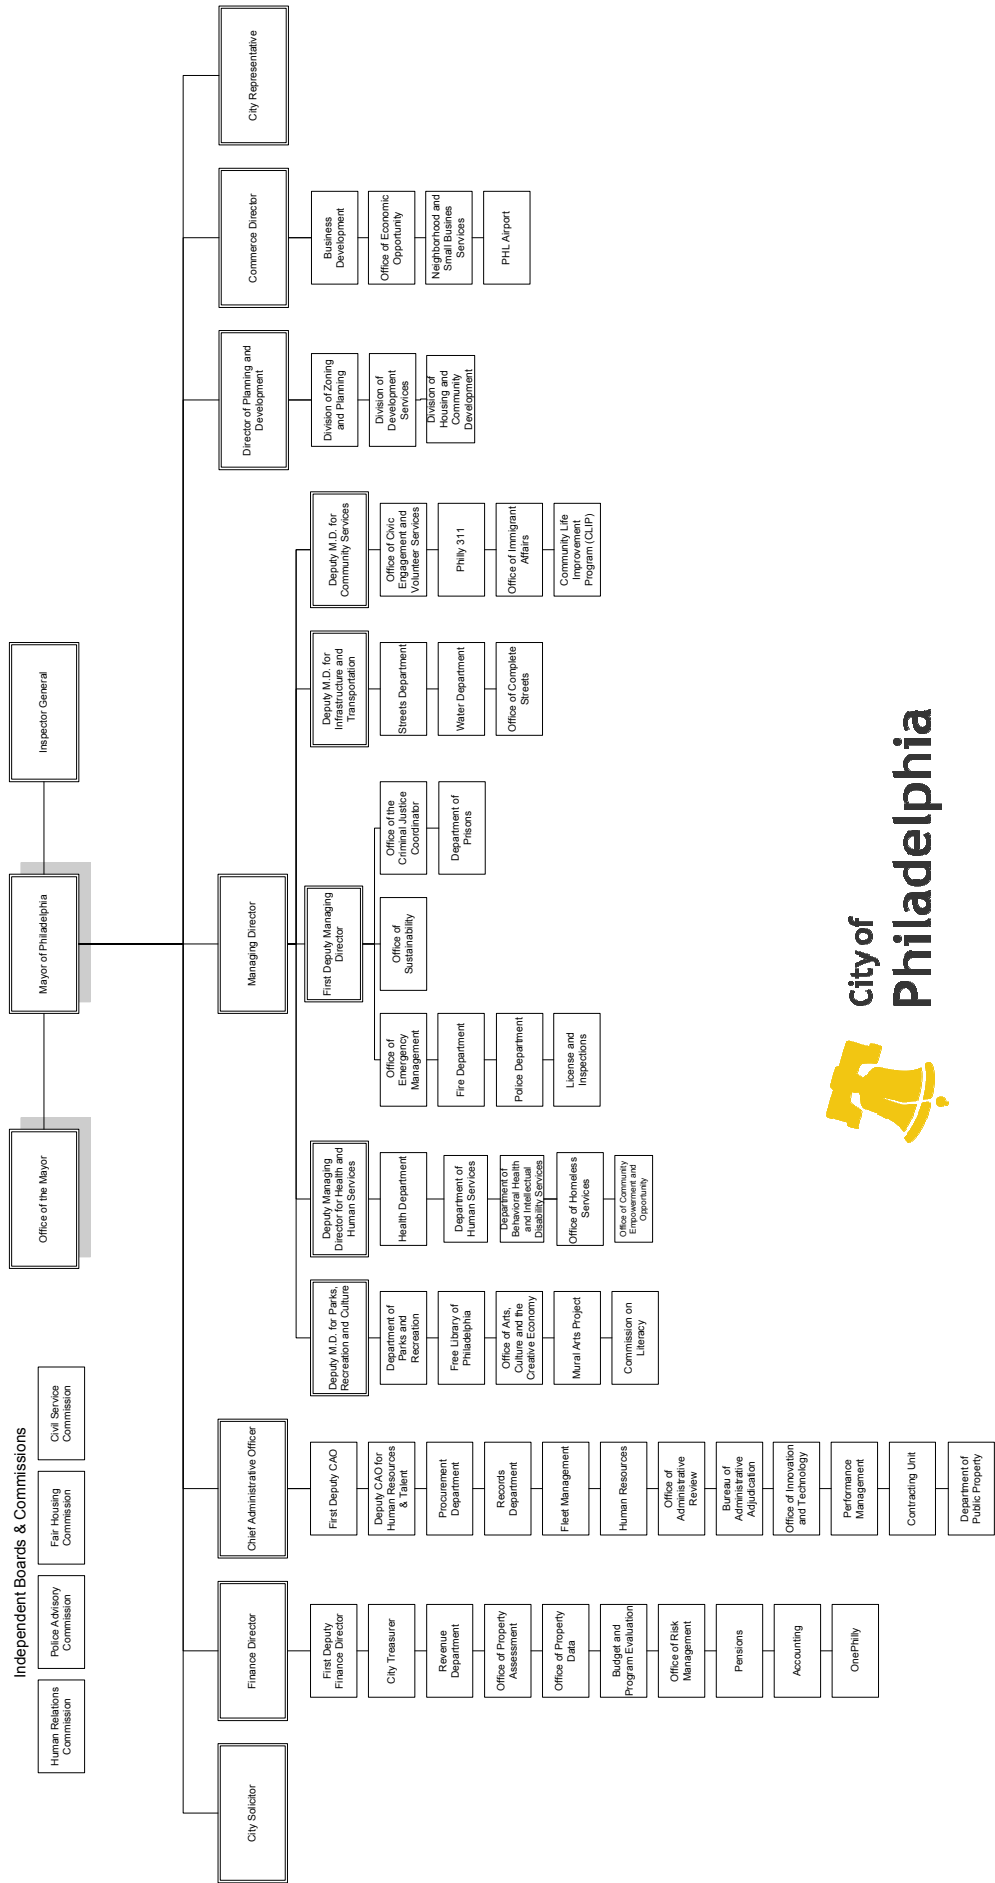 Office of the Mayor
Mayor of Philadelphia
Inspector General
Independent Boards & Commissions
Human Relations
Commission
Police Advisory
Commission
Fair Housing
Commission
Civil Service
Commission
City Solicitor
Finance Director
Chief Administrative Officer
Managing Director
Director of Planning and
Development
Commerce Director
City Representative
First Deputy
Finance Director
City Treasurer
Revenue
Department
Office of Property
Assessment
Office of Property
Data
Budget and
Program Evaluation
Office of Risk
Management
Pensions
Accounting
OnePhilly
First Deputy CAO
Deputy CAO for
Human Resources
& Talent
Procurement
Department
Records
Department
Fleet Management
Human Resources
Office of
Administrative
Review
Bureau of
Administrative
Adjudication
Office of Innovation
and Technology
Performance
Management
Contracting Unit
Department of
Public Property
Deputy M.D. for Parks,
Recreation and Culture
Department of
Parks and
Recreation
Free Library of
Philadelphia
Office of Arts,
Culture and the
Creative Economy
Mural Arts Project
Commission on
Literacy
Deputy Managing
Director for Health and
Human Services
Health Department
Department of
Human Services
Department of
Behavioral Health
and Intellectual
Disability Services
Office of Homeless
Services
Office of Community
Empowerment and
Opportunity
First Deputy Managing
Director
Office of
Emergency
Management
Fire Department
Police Department
License and
Inspections
Office of
Sustainability
Office of the
Criminal Justice
Coordinator
Department of
Prisons
Deputy M.D. for
Infrastructure and
Transportation
Streets Department
Water Department
Office of Complete
Streets
Deputy M.D. for
Community Services
Office of Civic
Engagement and
Volunteer Services
Philly 311
Office of Immigrant
Affairs
Community Life
Improvement
Program (CLIP)
Division of Zoning
and Planning
Division of
Development
Services
Division of
Housing and
Community
Development
Business
Development
Office of Economic
Opportunity
Neighborhood and
Small Busines
Services
PHL Airport
City of
Philadelphia